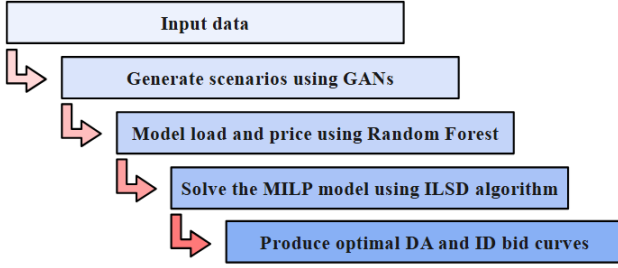 Input data
Generate scenarios using GANs
Model load and price using Random Forest
Solve the MILP model using ILSD algorithm
Produce optimal DA and ID bid curves